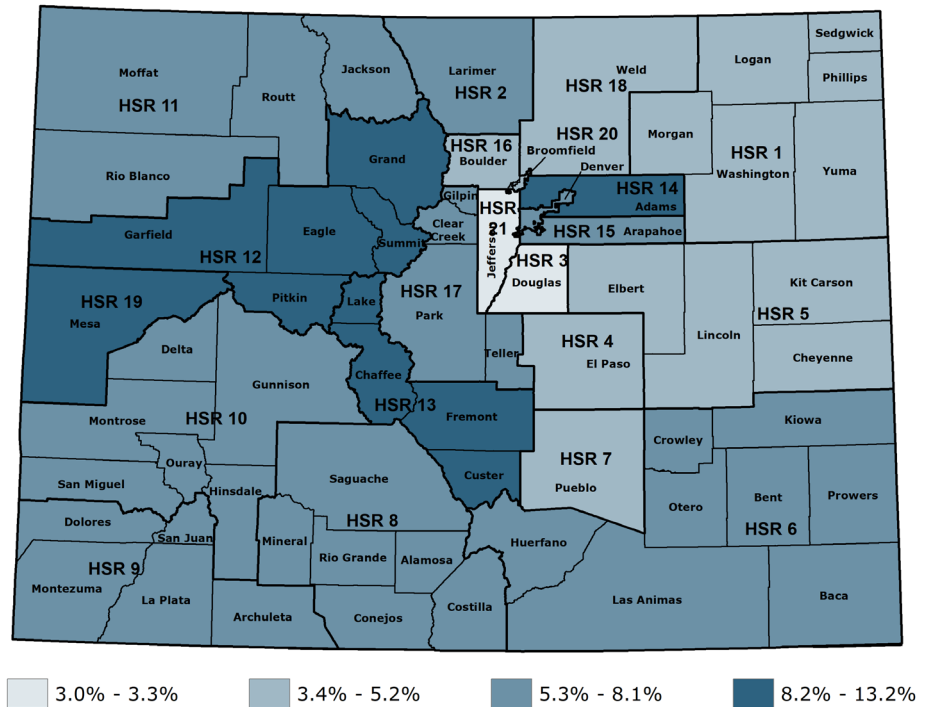 Sedgwick
Logan
Jackson
Moffat
Larimer
Weld
Phillips
HSR 18
HSR 2
Routt
HSR 11
HSR 20
Morgan
HSR 16
Broomfield
HSR 1
Boulder
Grand
Denver
Washington
Yuma
Rio Blanco
HSR 14
Gilpin
Adams
HSR
21
Clear
Creek
Eagle
HSR 15
Arapahoe
Garfield
Summit
HSR 12
Jefferson
HSR 3
Douglas
Kit Carson
Elbert
HSR 17
Pitkin
Lake
HSR 19
Mesa
Park
HSR 5
Lincoln
HSR 4
Delta
Teller
Cheyenne
El Paso
Chaffee
Gunnison
HSR 13
Fremont
HSR 10
Montrose
Kiowa
Crowley
HSR 7
Ouray
Custer
Saguache
San Miguel
Pueblo
Hinsdale
Bent
Prowers
Otero
HSR 8
Dolores
HSR 6
San Juan
Mineral
Huerfano
Rio Grande
Alamosa
HSR 9
Montezuma
La Plata
Costilla
Las Animas
Baca
Archuleta
Conejos
3.0% - 3.3%
3.4% - 5.2%
5.3% - 8.1%
8.2% - 13.2%